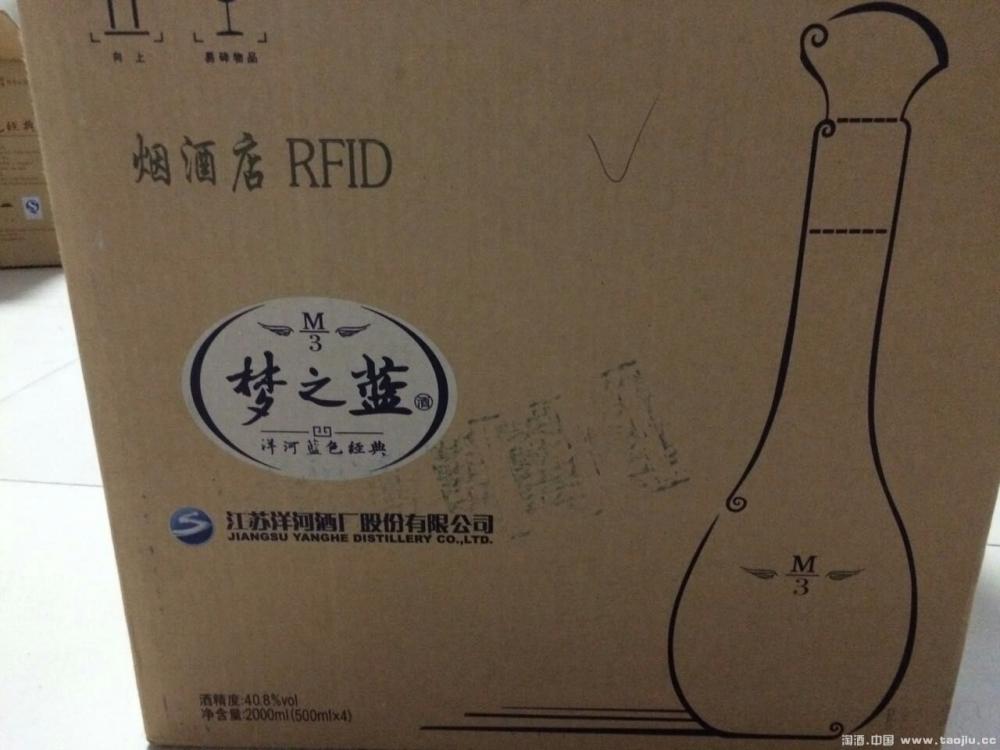 向上
易碎物品
烟酒店 RFID
M
3
梦之蓝
酒
洋河蓝色经典
江苏洋河酒厂股份有限公司
JIANGSU YANGHE DISTILLERY CO.,LTD.
M
3
酒精度:40.8%vol
净含量:2000ml(500ml×4)
淘酒.中国 www.taojiu.cc